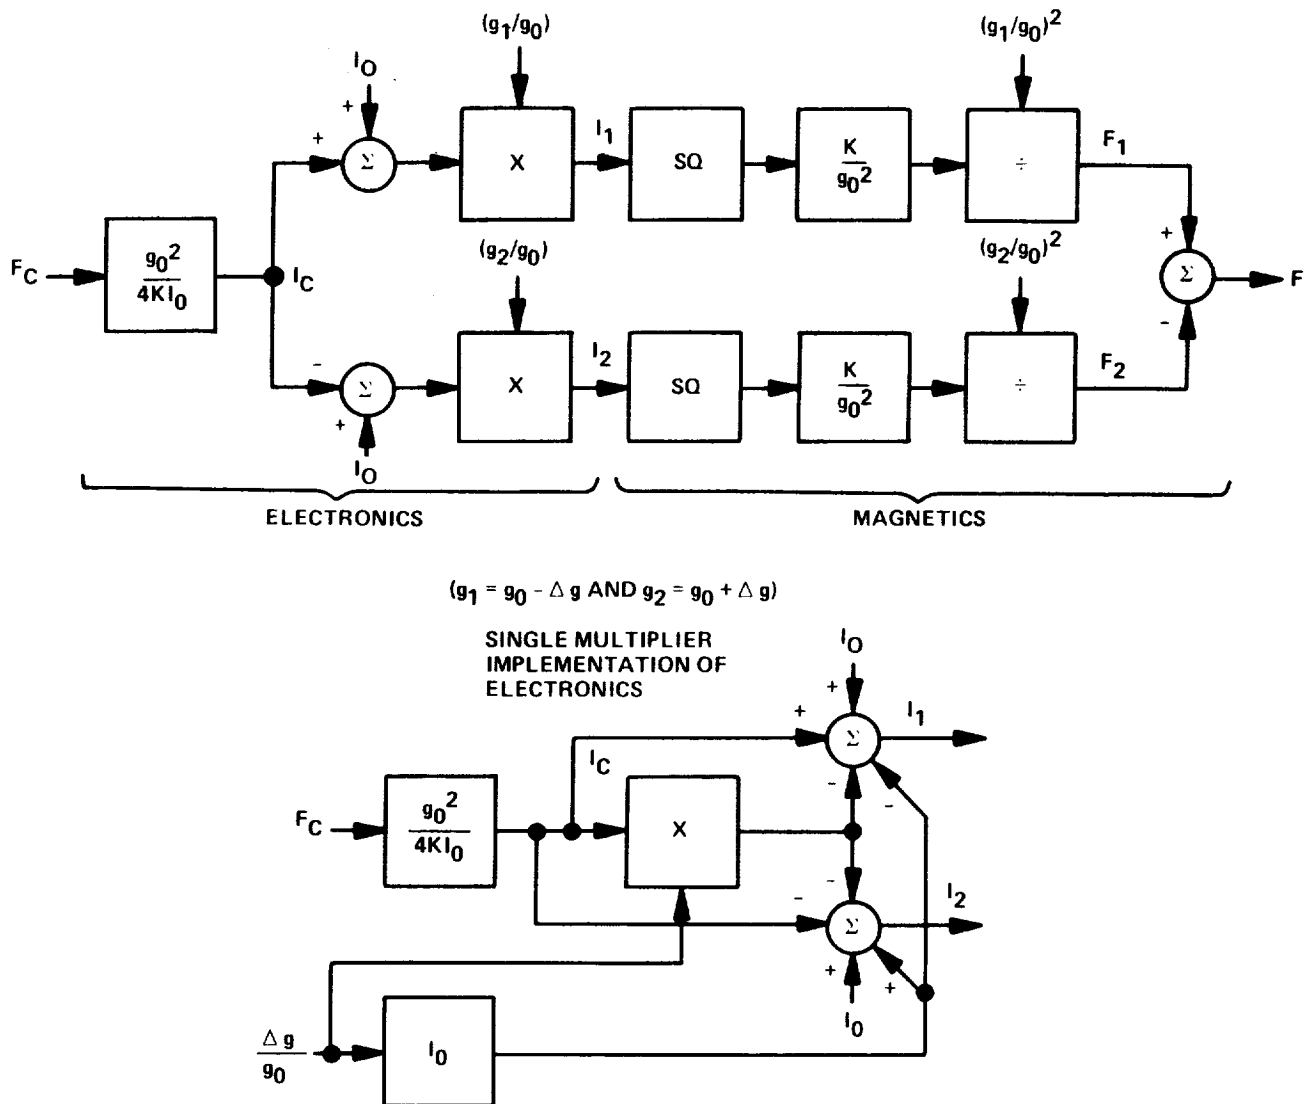 (g1/g0)
(g1/g0)2
IO
+
+
Σ
X
I1
SQ
K
g02
÷
F1
+
FC
g02
4KI0
IC
(g2/g0)
(g2/g0)2
Σ
F
-
-
Σ
+
IO
X
I2
SQ
K
g02
÷
F2
ELECTRONICS
MAGNETICS
(g1 = g0 - Δ g AND g2 = g0 + Δ g)
SINGLE MULTIPLIER
IMPLEMENTATION OF
ELECTRONICS
IO
+
+
Σ
I1
-
-
IC
FC
g02
4KI0
X
-
-
Σ
I2
+
+
I0
Δ g
g0
I0